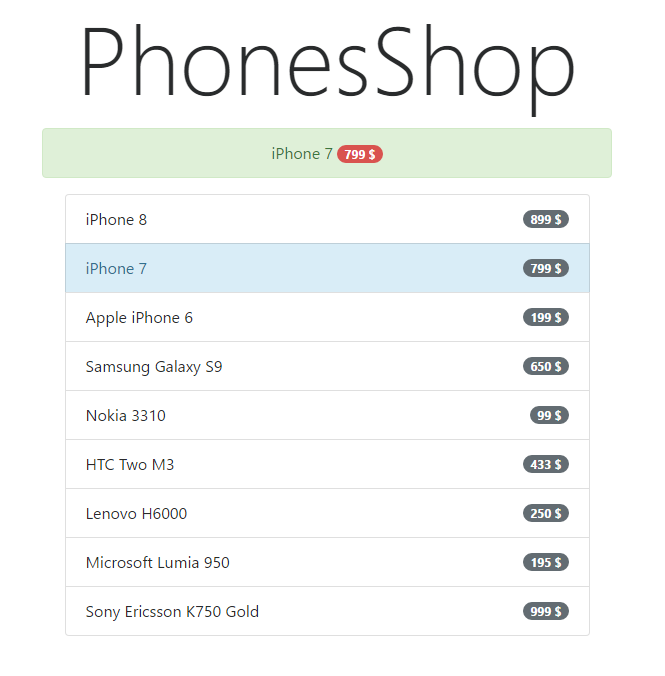 PhonesShop
iPhone 7 799 $
iPhone 8 899 $
iPhone 7 799 $
Apple iPhone 6 199 $
Samsung Galaxy S9 650 $
Nokia 3310 99 $
HTC Two M3 433 $
Lenovo H6000 250 $
Microsoft Lumia 950 195 $
Sony Ericsson K750 Gold 999 $